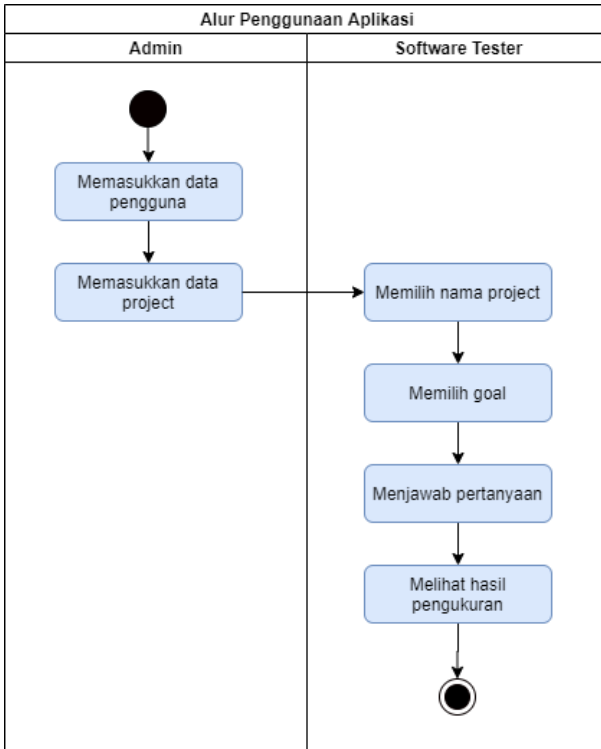 Alur Penggunaan Aplikasi
Admin
Software Tester
Memasukkan data
pengguna
Memasukkan data
project
Memilih nama project
Memilih goal
Menjawab pertanyaan
Melihat hasil
pengukuran